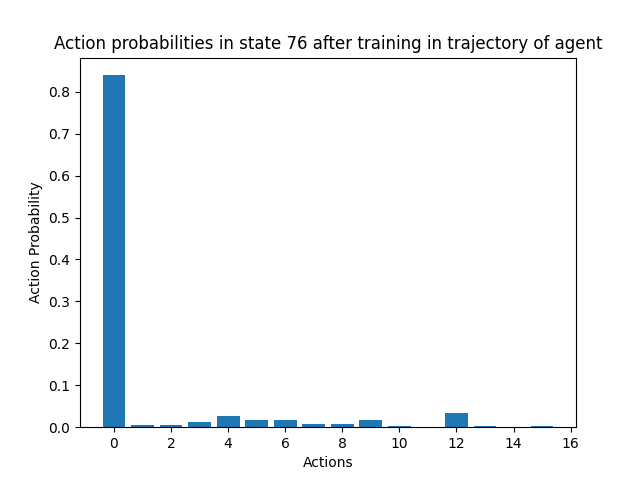 Action probabilities in state 76 after training in trajectory of agent
Action Probability
0.8
0.7
0.6
0.5
0.4
0.3
0.2
0.1
0.0
0 2 4 6 8 10 12 14 16
Actions